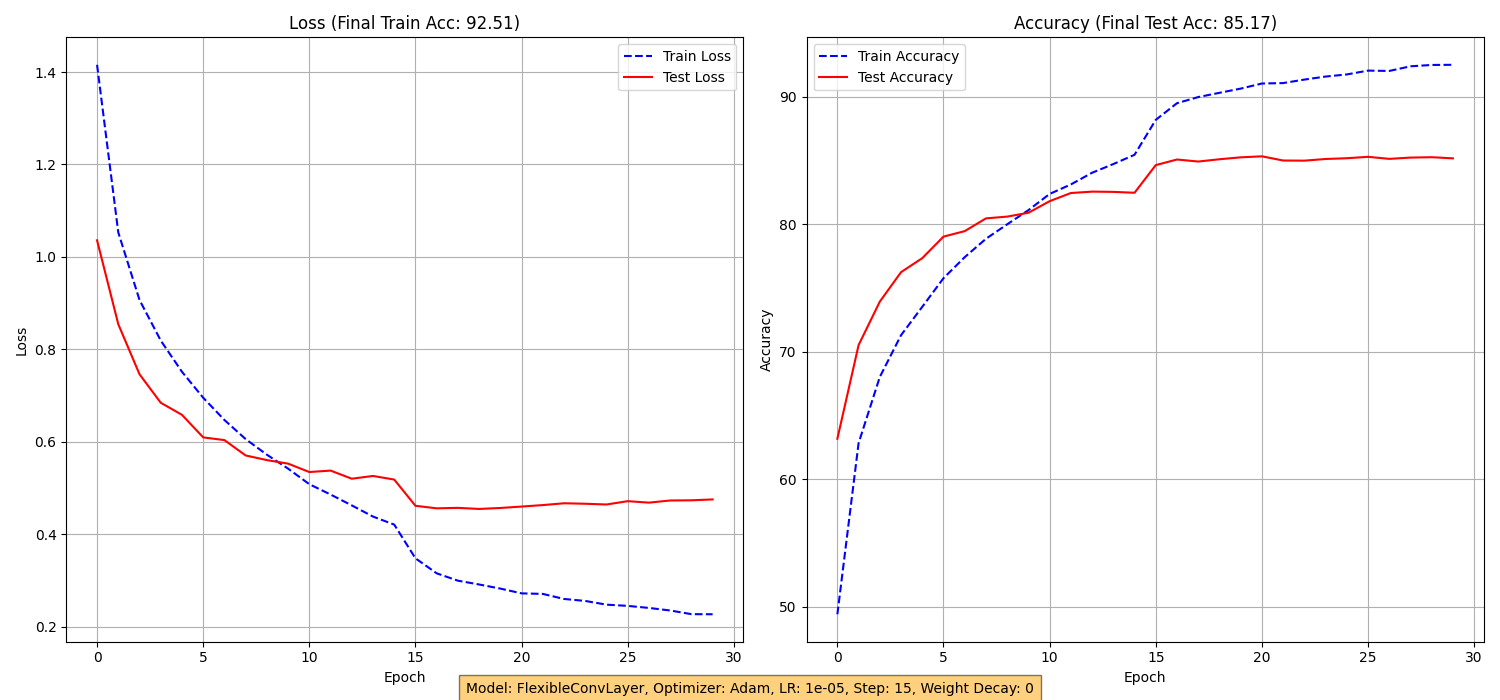 Loss (Final Train Acc: 92.51)
Train Loss
Test Loss
1.4
1.2
1.0
0.8
0.6
0.4
0.2
Loss
0 5 10 15 20 25 30
Epoch
Accuracy (Final Test Acc: 85.17)
Train Accuracy
Test Accuracy
90
80
70
60
50
Accuracy
0 5 10 15 20 25 30
Epoch
Model: FlexibleConvLayer, Optimizer: Adam, LR: 1e-05, Step: 15, Weight Decay: 0